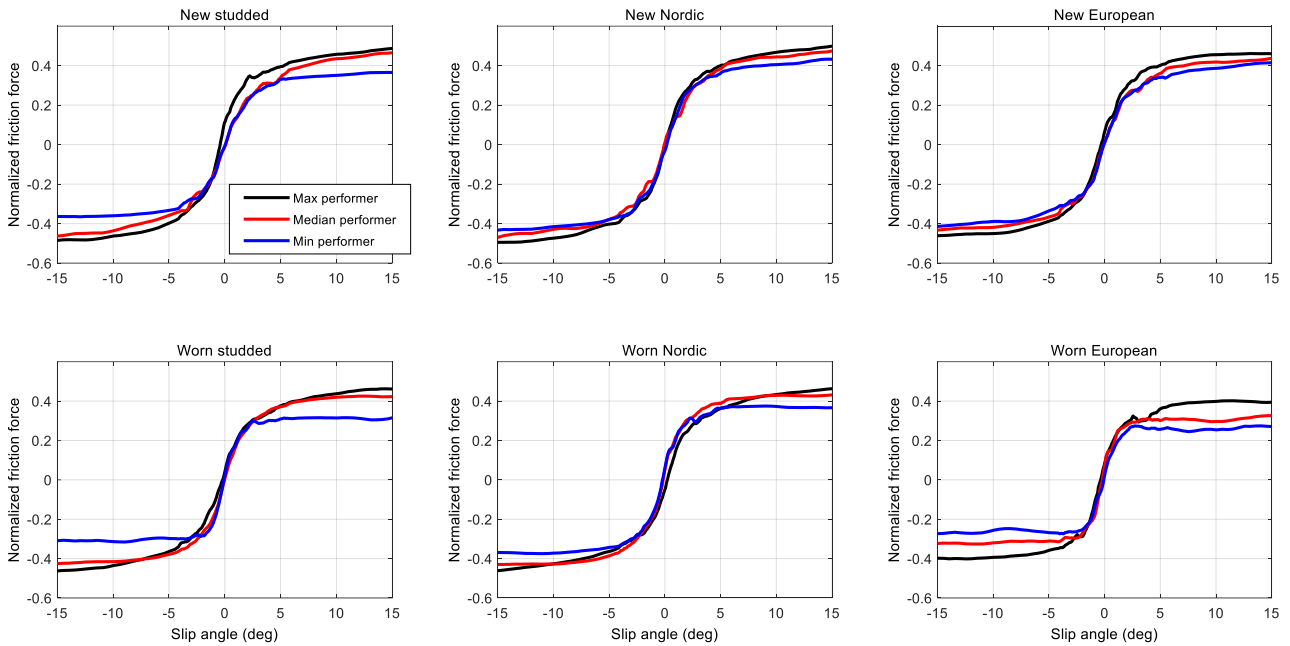 New studded
New Nordic
New European
Normalized friction force
0.4
0.2
0
-0.2
-0.4
-0.6
-15 -10 -5 0 5 10 15
Max performer
Median performer
Min performer
Normalized friction force
0.4
0.2
0
-0.2
-0.4
-0.6
-15 -10 -5 0 5 10 15
Normalized friction force
0.4
0.2
0
-0.2
-0.4
-0.6
-15 -10 -5 0 5 10 15
Worn studded
Worn Nordic
Worn European
Normalized friction force
0.4
0.2
0
-0.2
-0.4
-0.6
-15 -10 -5 0 5 10 15
Slip angle (deg)
Normalized friction force
0.4
0.2
0
-0.2
-0.4
-0.6
-15 -10 -5 0 5 10 15
Slip angle (deg)
Normalized friction force
0.4
0.2
0
-0.2
-0.4
-0.6
-15 -10 -5 0 5 10 15
Slip angle (deg)